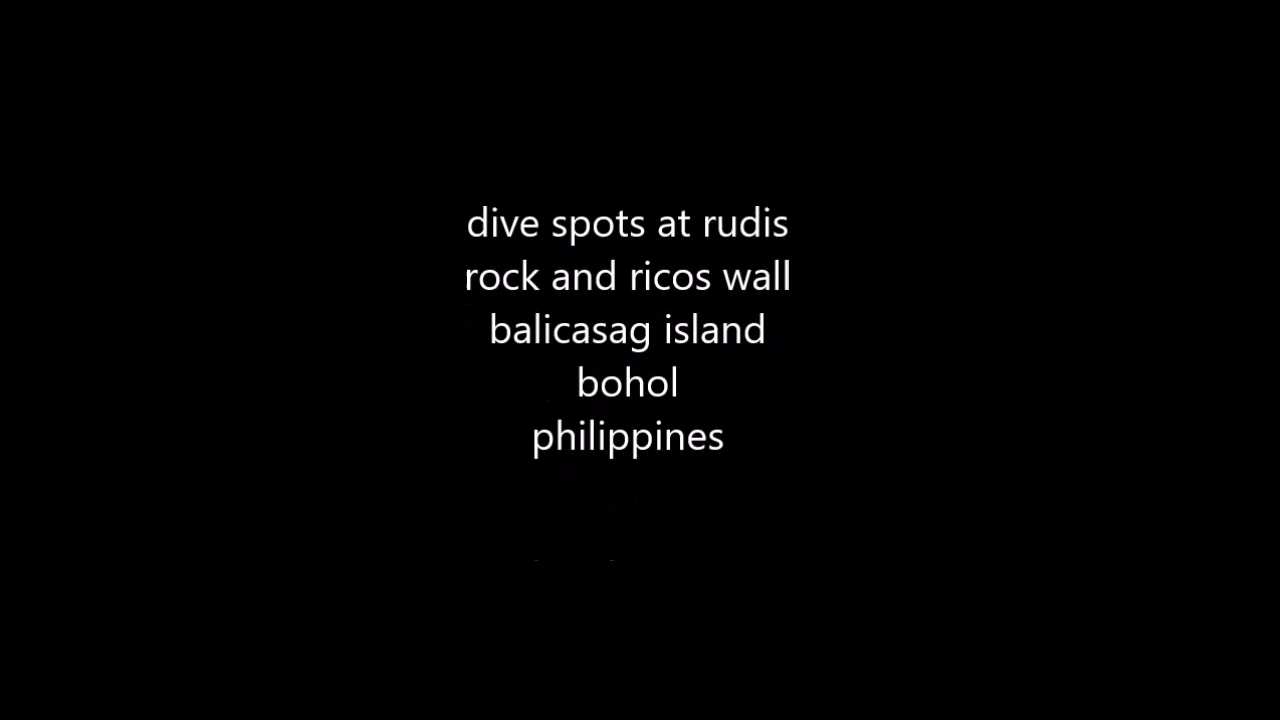 dive spots at rudis
rock and ricos wall
balicasag island
bohol
philippines